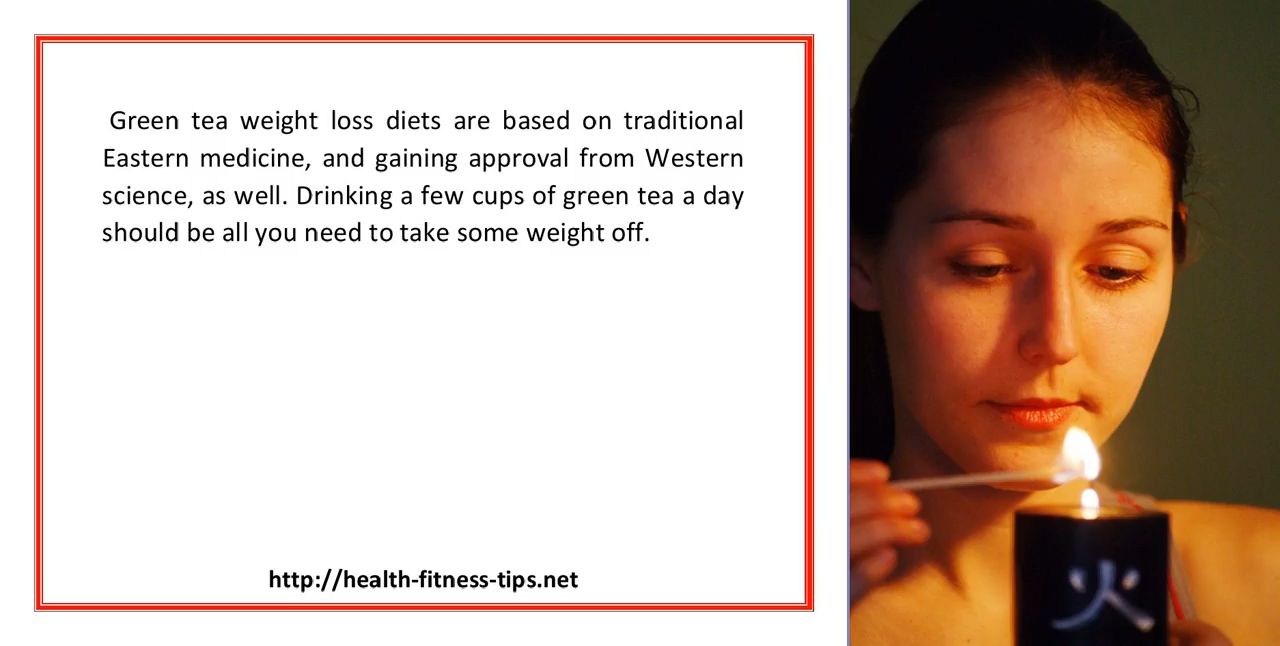 Green tea weight loss diets are based on traditional
Eastern medicine, and gaining approval from Western
science, as well. Drinking a few cups of green tea a day
should be all you need to take some weight off.
http://health-fitness-tips.net
火